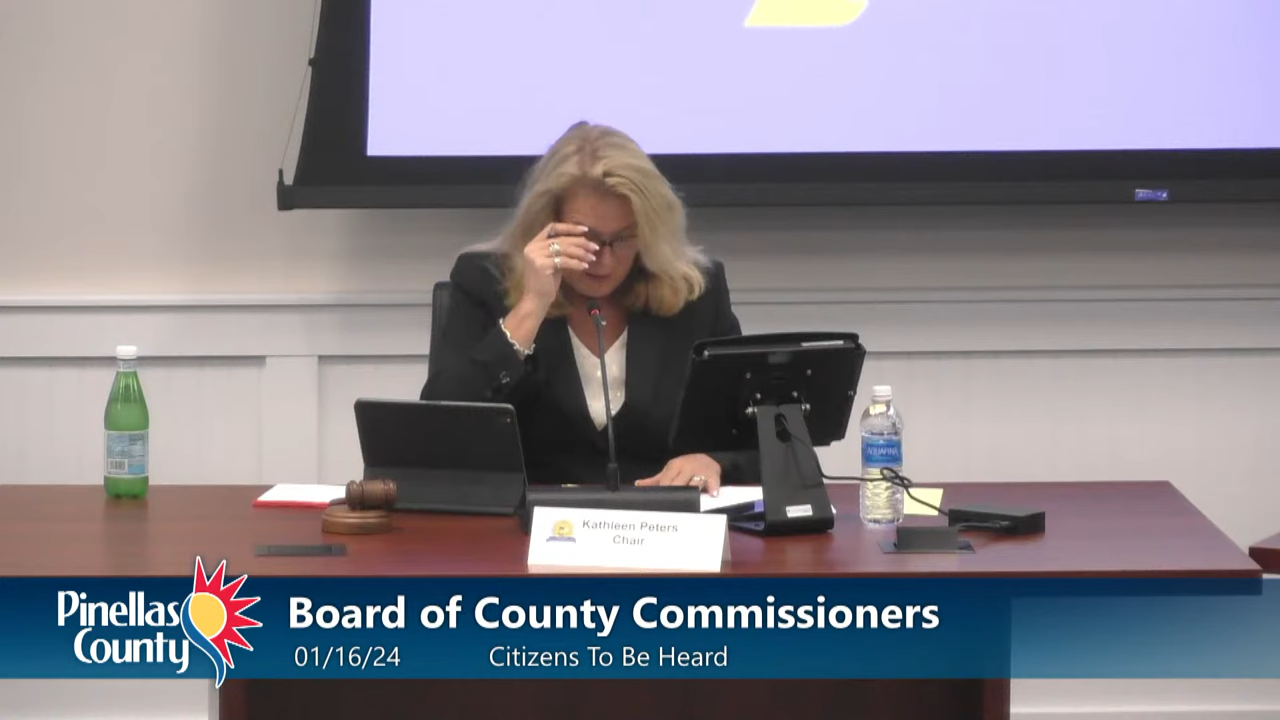 AQUAFINA
Kathleen Peters
Chair
Pinellas
County
Board of County Commissioners
01/16/24
Citizens To Be Heard